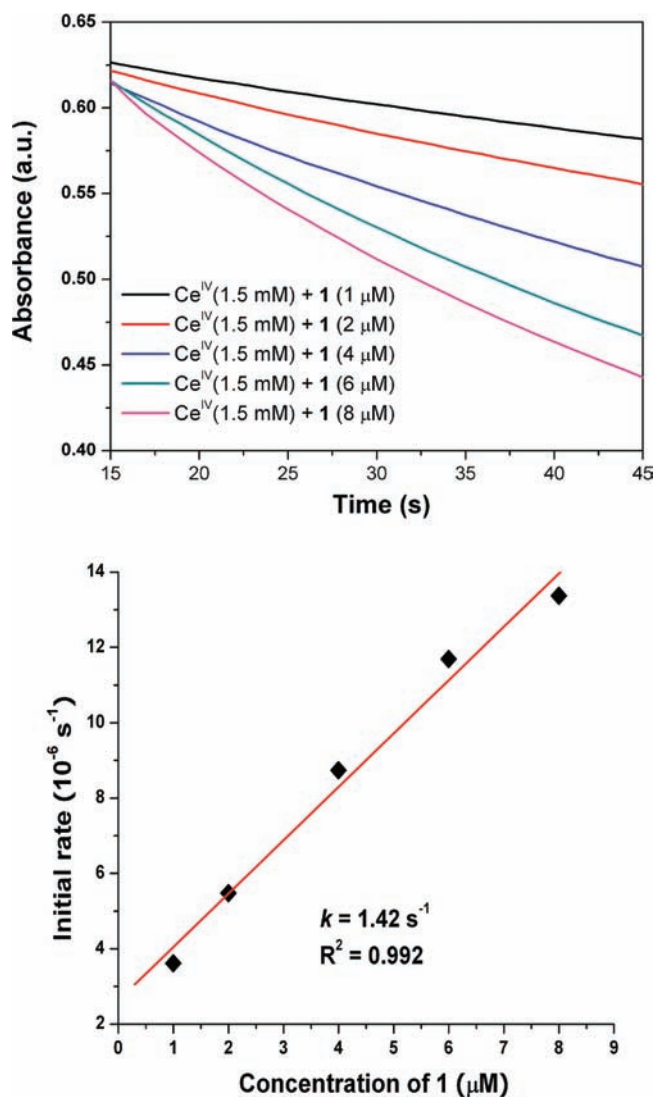 0.65
0.60
0.55
0.50
0.45
0.40
Absorbance (a.u.)
Ce^IV (1.5 mM) + 1 (1 μM)
Ce^IV (1.5 mM) + 1 (2 μM)
Ce^IV (1.5 mM) + 1 (4 μM)
Ce^IV (1.5 mM) + 1 (6 μM)
Ce^IV (1.5 mM) + 1 (8 μM)
15 20 25 30 35 40 45
Time (s)
14
12
10
8
6
4
2
Initial rate (10⁻⁶ s⁻¹)
k = 1.42 s⁻¹
R² = 0.992
0 1 2 3 4 5 6 7 8 9
Concentration of 1 (μM)